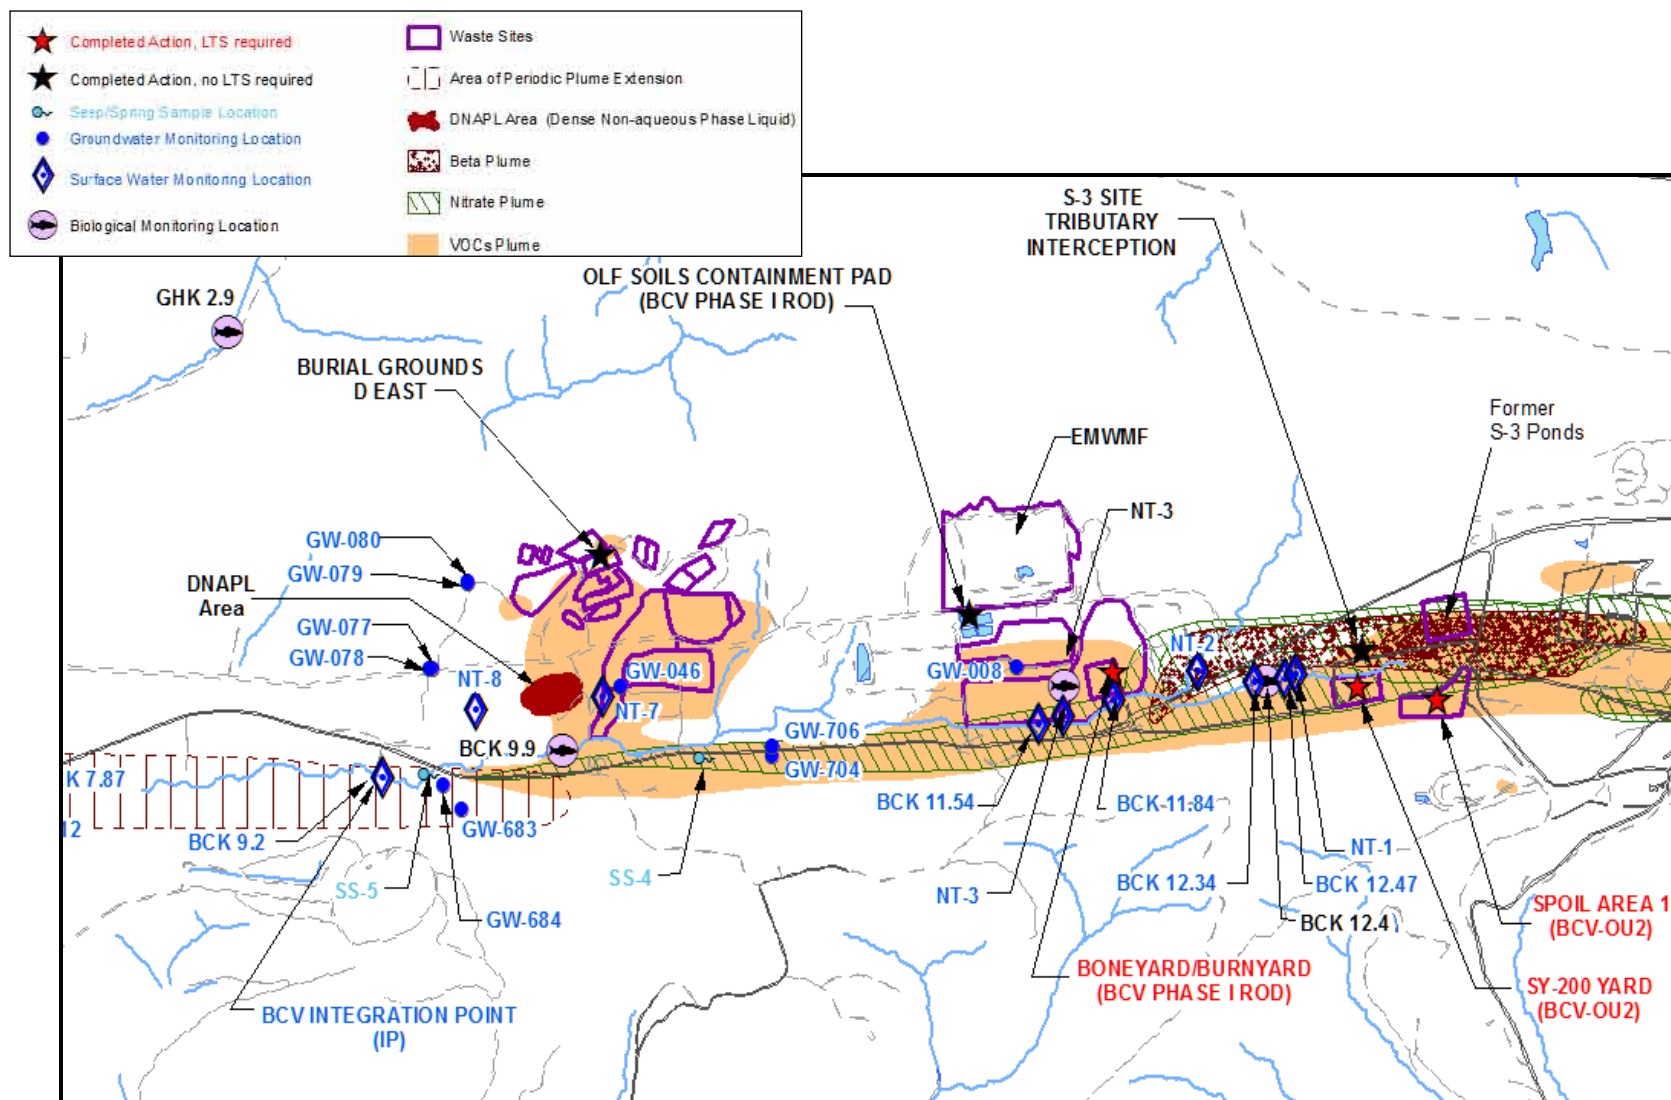 Completed Action, LTS required
Completed Action, no LTS required
Seep/Spring Sample Location
Groundwater Monitoring Location
Surface Water Monitoring Location
Biological Monitoring Location
Waste Sites
Area of Periodic Plume Extension
DNAPL Area (Dense Non-aqueous Phase Liquid)
Beta Plume
Nitrate Plume
VOCs Plume
S-3 SITE
TRIBUTARY
INTERCEPTION
OLF SOILS CONTAINMENT PAD
(BCV PHASE I ROD)
GHK 2.9
BURIAL GROUNDS
D EAST
Former
S-3 Ponds
EMWMF
NT-3
GW-080
GW-079
DNAPL
Area
GW-077
GW-078
NT-8
GW-046
NT-7
GW-008
NT-2
BCK 9.9
GW-706
GW-704
K 7.87
12
BCK 9.2
GW-683
BCK 11.54
BCK 11.84
NT-1
SS-5
SS-4
NT-3
BCK 12.34
BCK 12.47
GW-684
BCK 12.4
SPOIL AREA 1
(BCV-OU2)
BONEYARD/BURNYARD
(BCV PHASE I ROD)
SY-200 YARD
(BCV-OU2)
BCV INTEGRATION POINT
(IP)